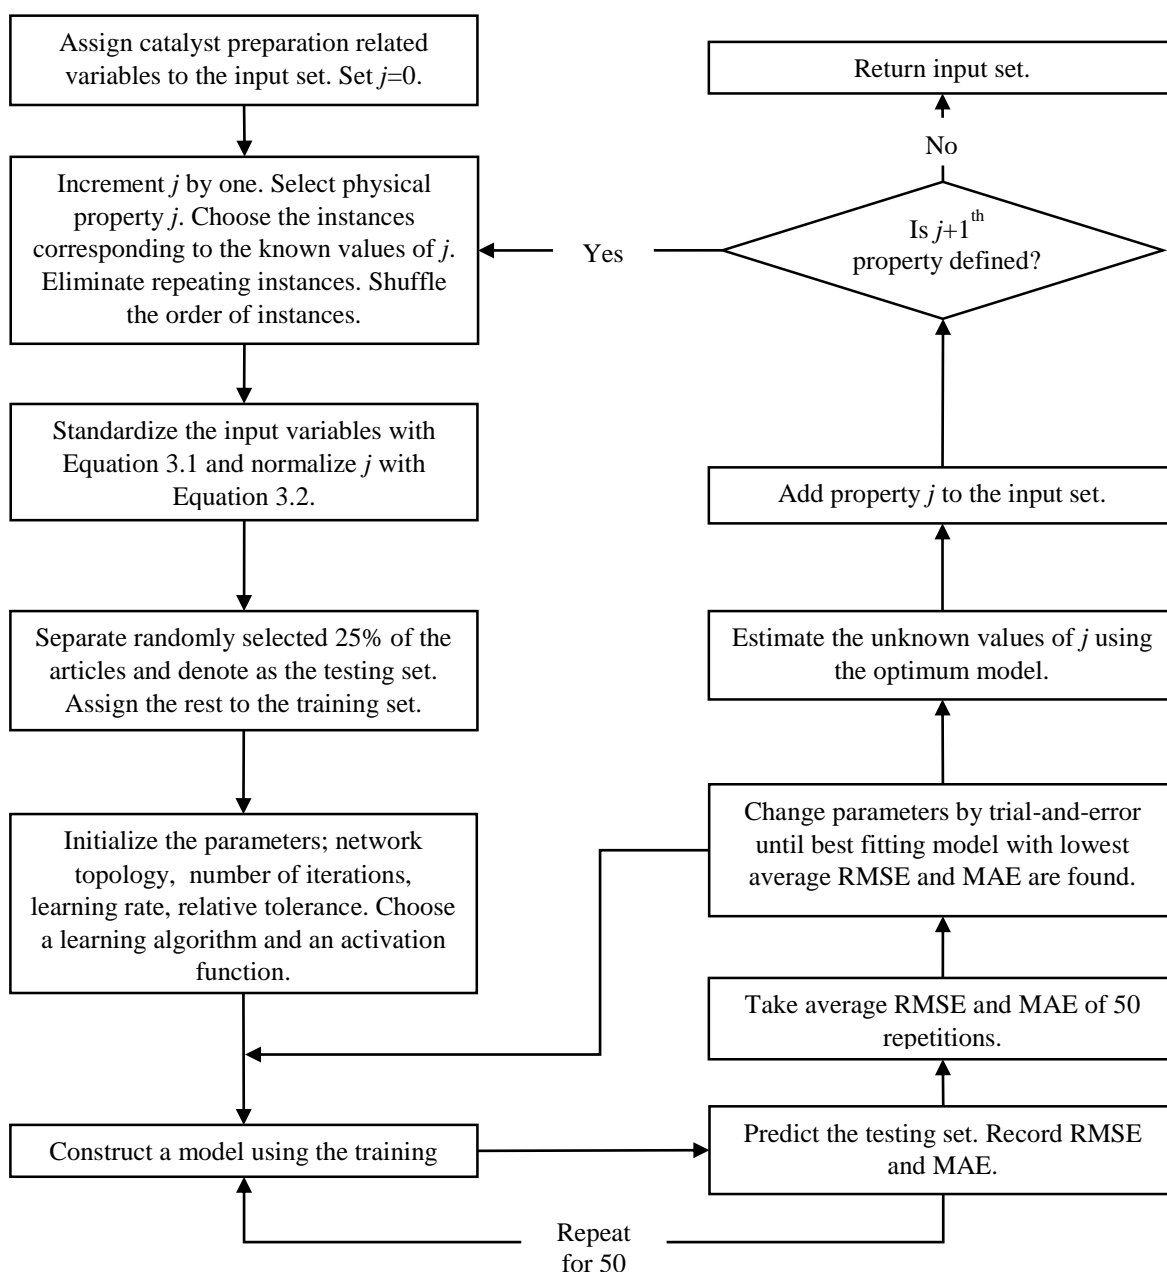 Assign catalyst preparation related
variables to the input set. Set j=0.
Increment j by one. Select physical
property j. Choose the instances
corresponding to the known values of j.
Eliminate repeating instances. Shuffle
the order of instances.
Standardize the input variables with
Equation 3.1 and normalize j with
Equation 3.2.
Separate randomly selected 25% of the
articles and denote as the testing set.
Assign the rest to the training set.
Initialize the parameters; network
topology, number of iterations,
learning rate, relative tolerance. Choose
a learning algorithm and an activation
function.
Construct a model using the training
Repeat
for 50
Predict the testing set. Record RMSE
and MAE.
Take average RMSE and MAE of 50
repetitions.
Change parameters by trial-and-error
until best fitting model with lowest
average RMSE and MAE are found.
Estimate the unknown values of j using
the optimum model.
Add property j to the input set.
Is j+1th
property defined?
Yes
No
Return input set.